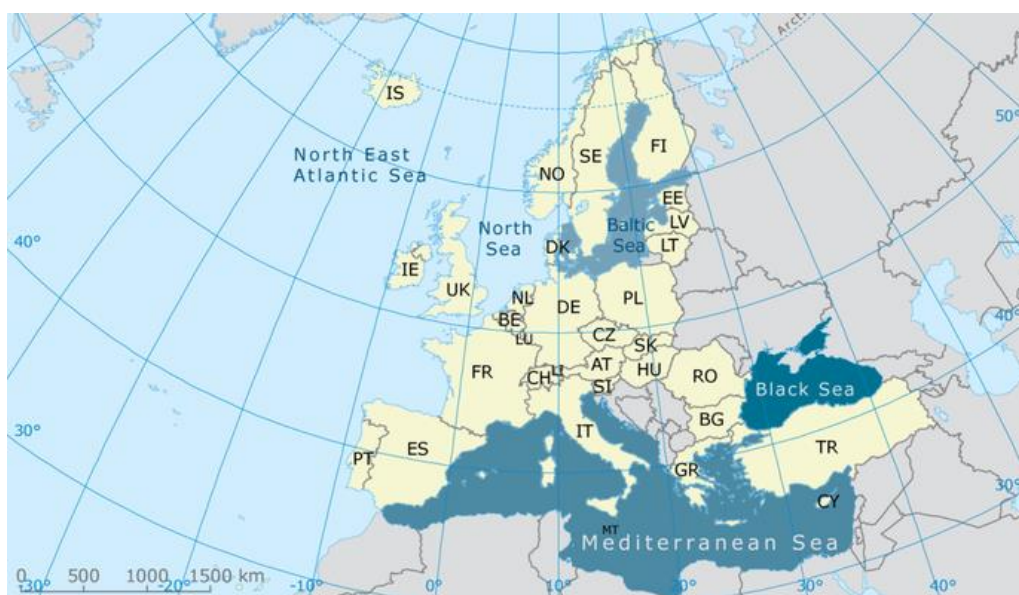 Arctic
50°
IS
FI
SE
North East
Atlantic Sea
NO
EE
40°
North
Sea
Baltic
Sea
LV
DK
LT
IE
UK
NL
DE
PL
40°
BE
LU
CZ
SK
FR
CH
LI
AT
HU
RO
SI
Black Sea
30°
IT
BG
ES
PT
TR
GR
30°
CY
MT
Mediterranean Sea
0 500 1000 1500 km
-30° -20° -10° 0° 10° 20° 30° 40°